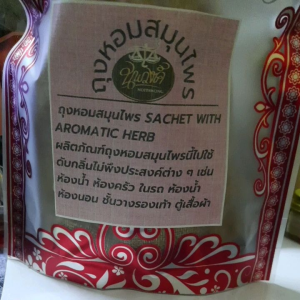 ถุงหอมสมุนไพร
ถุงหอมสมุนไพร SACHET WITH
AROMATIC HERB
ผลิตภัณฑ์ถุงหอมสมุนไพรนี้ไปใช้
ดับกลิ่นไม่พึงประสงค์ต่าง ๆ เช่น
ห้องน้ำ ห้องครัว ในรถ ห้องน้ำ
ห้องนอน ชั้นวางรองเท้า ตู้เสื้อผ้า